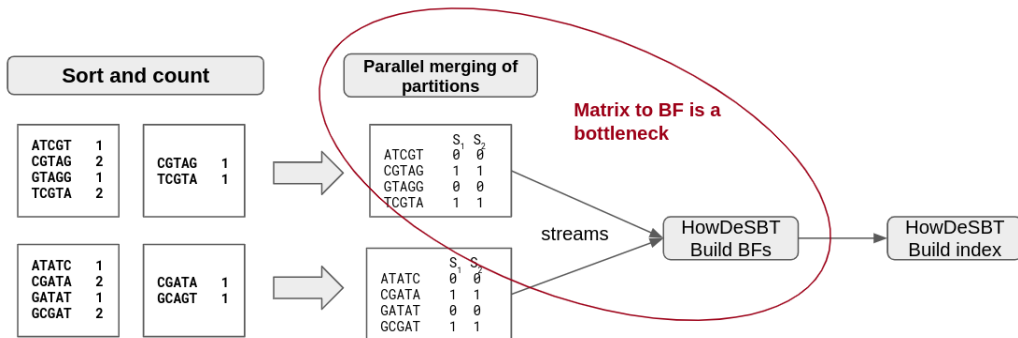 Sort and count
Parallel merging of
partitions
Matrix to BF is a
bottleneck
ATCGT 1
CGTAG 2
GTAGG 1
TCGTA 2
CGTAG 1
TCGTA 1
S1 S2
ATCGT 0 0
CGTAG 1 1
GTAGG 0 0
TCGTA 1 1
streams
HowDeSBT
Build BFs
HowDeSBT
Build index
ATATC 1
CGATA 2
GATAT 1
GCGAT 2
CGATA 1
GCAGT 1
S1 S2
ATATC 0 0
CGATA 1 1
GATAT 0 0
GCGAT 1 1